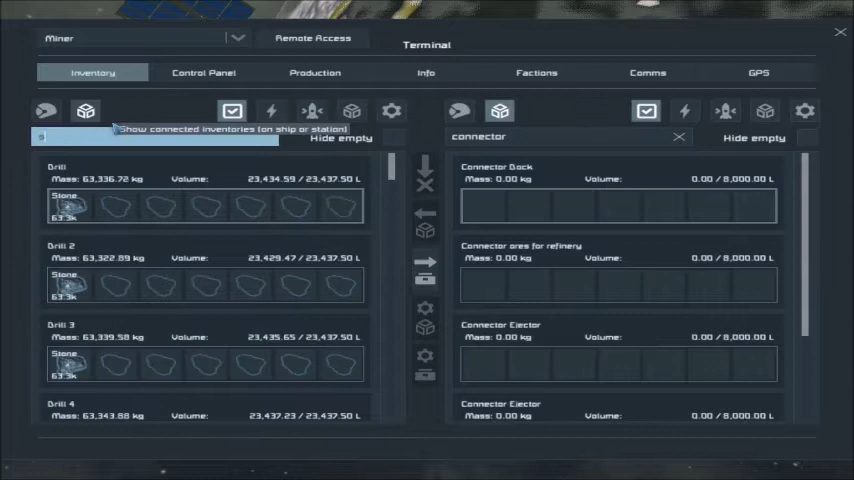 Miner
Remote Access
Terminal
Inventory
Control Panel
Production
Info
Factions
Comms
GPS
Show connected inventories (on ship or station)
Hide empty
connector
Hide empty
Drill
Mass: 63,336.72 kg Volume: 23,434.59 / 23,437.50 L
Stone
63.3k
Drill 2
Mass: 63,322.89 kg Volume: 23,429.47 / 23,437.50 L
Stone
63.3k
Drill 3
Mass: 63,339.58 kg Volume: 23,435.65 / 23,437.50 L
Stone
63.3k
Drill 4
Mass: 63,343.88 kg Volume: 23,437.23 / 23,437.50 L
Connector Dock
Mass: 0.00 kg Volume: 0.00 / 8,000.00 L
Connector ores for refinery
Mass: 0.00 kg Volume: 0.00 / 8,000.00 L
Connector Ejector
Mass: 0.00 kg Volume: 0.00 / 8,000.00 L
Connector Ejector
Mass: 0.00 kg Volume: 0.00 / 8,000.00 L